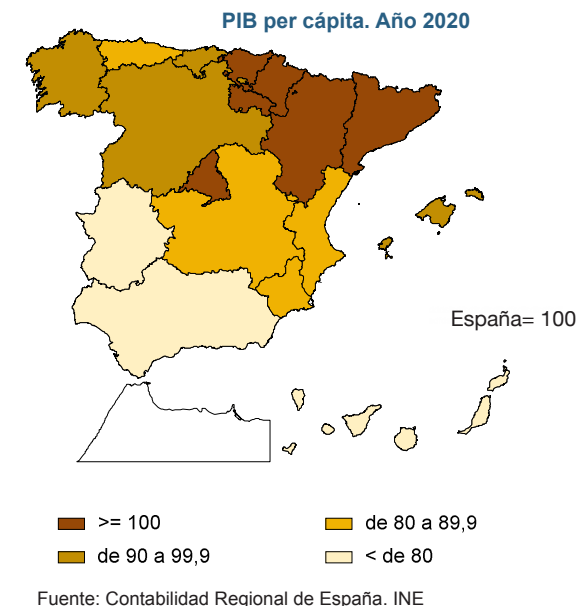 PIB per cápita. Año 2020
España= 100
>= 100
de 80 a 89,9
de 90 a 99,9
< de 80
Fuente: Contabilidad Regional de España. INE